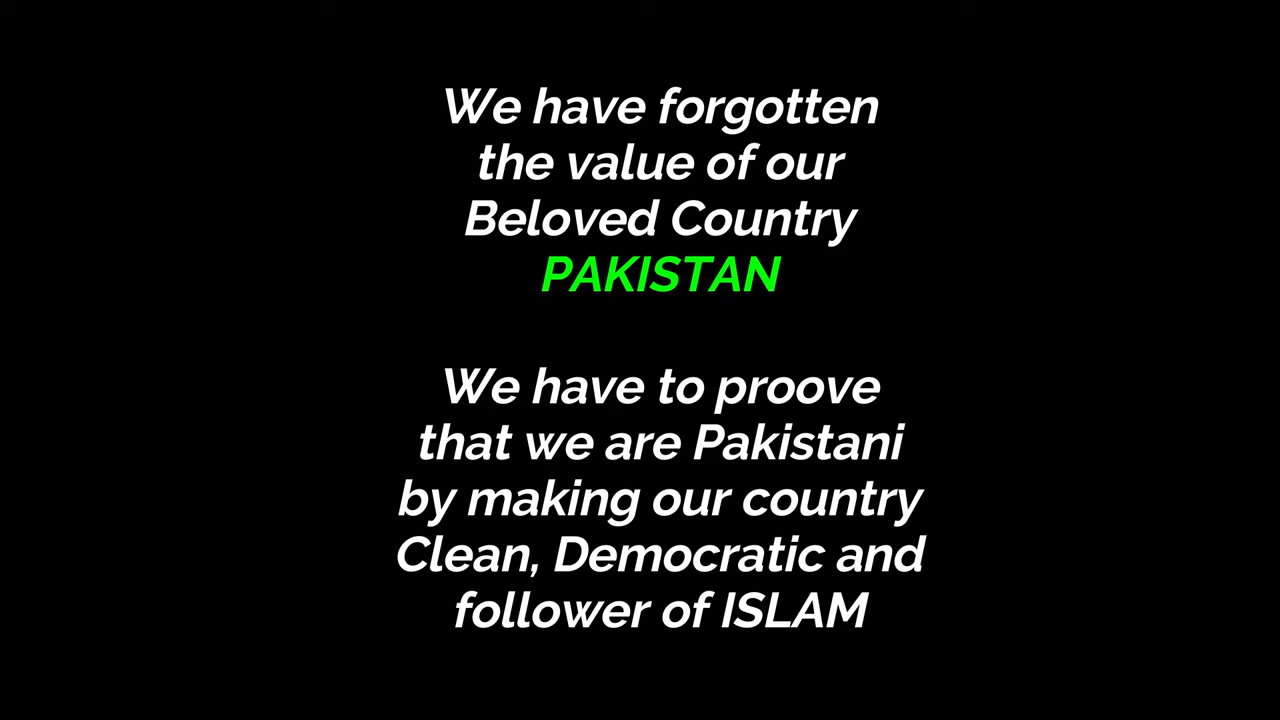 We have forgotten
the value of our
Beloved Country
PAKISTAN
We have to proove
that we are Pakistani
by making our country
Clean, Democratic and
follower of ISLAM